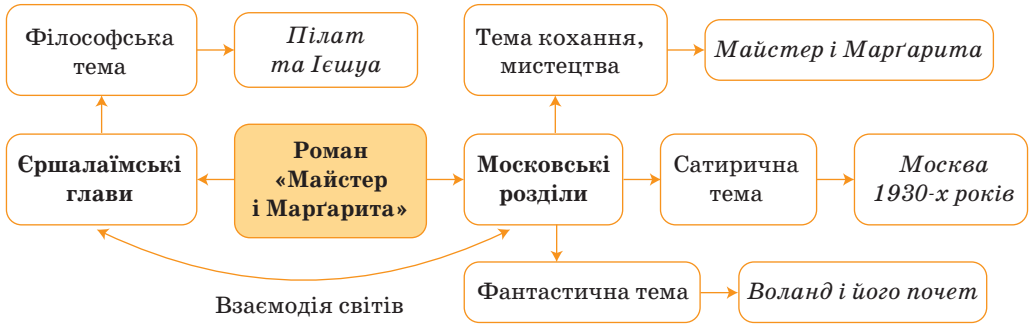 Філософська
тема
Пілат
та Ієшуа
Тема кохання,
мистецтва
Майстер і Марґарита
Єршалаїмські
глави
Роман
«Майстер
і Марґарита»
Московські
розділи
Сатирична
тема
Москва
1930-х років
Взаємодія світів
Фантастична тема
Воланд і його почет